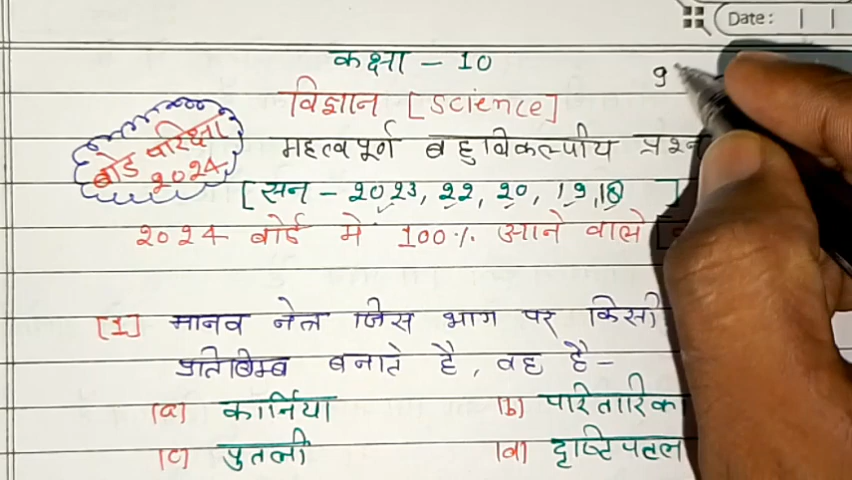 Date:
कक्षा - 10
9
विज्ञान [Science]
बोर्ड परिक्षा
2024
महत्वपूर्ण बहुविकल्पीय प्रश्न
[सन - 2023, 22, 20, 19, 18 ]
2024 बोर्ड में 100% आने वाले
[1] मानव नेत्र जिस भाग पर किसी
प्रतिबिम्ब बनाते है, वह है-
(a) कार्निया (b) परितारिका
(c) पुतली (d) दृष्टिपटल